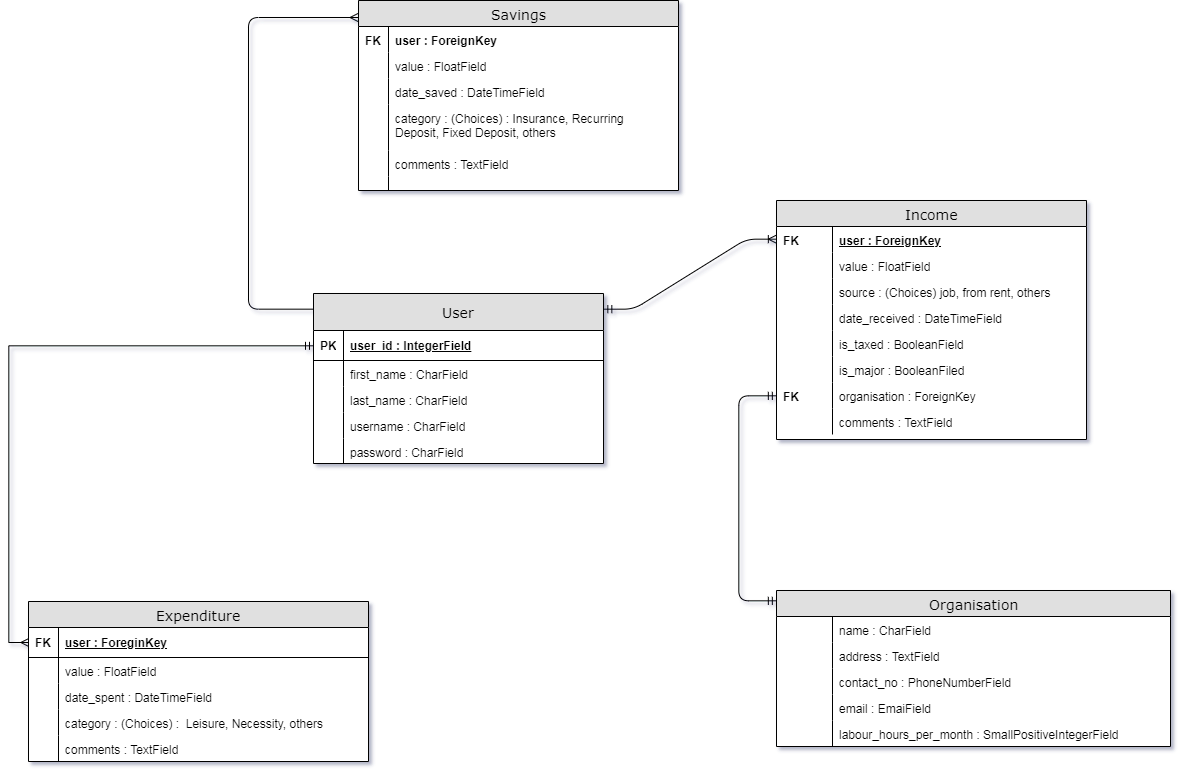 Savings
FK user : ForeignKey
value : FloatField
date_saved : DateTimeField
category : (Choices) : Insurance, Recurring
Deposit, Fixed Deposit, others
comments : TextField
Income
FK user : ForeignKey
value : FloatField
source : (Choices) job, from rent, others
date_received : DateTimeField
is_taxed : BooleanField
is_major : BooleanFiled
FK organisation : ForeignKey
comments : TextField
User
PK user_id : IntegerField
first_name : CharField
last_name : CharField
username : CharField
password : CharField
Expenditure
FK user : ForeginKey
value : FloatField
date_spent : DateTimeField
category : (Choices) : Leisure, Necessity, others
comments : TextField
Organisation
name : CharField
address : TextField
contact_no : PhoneNumberField
email : EmaiField
labour_hours_per_month : SmallPositiveIntegerField